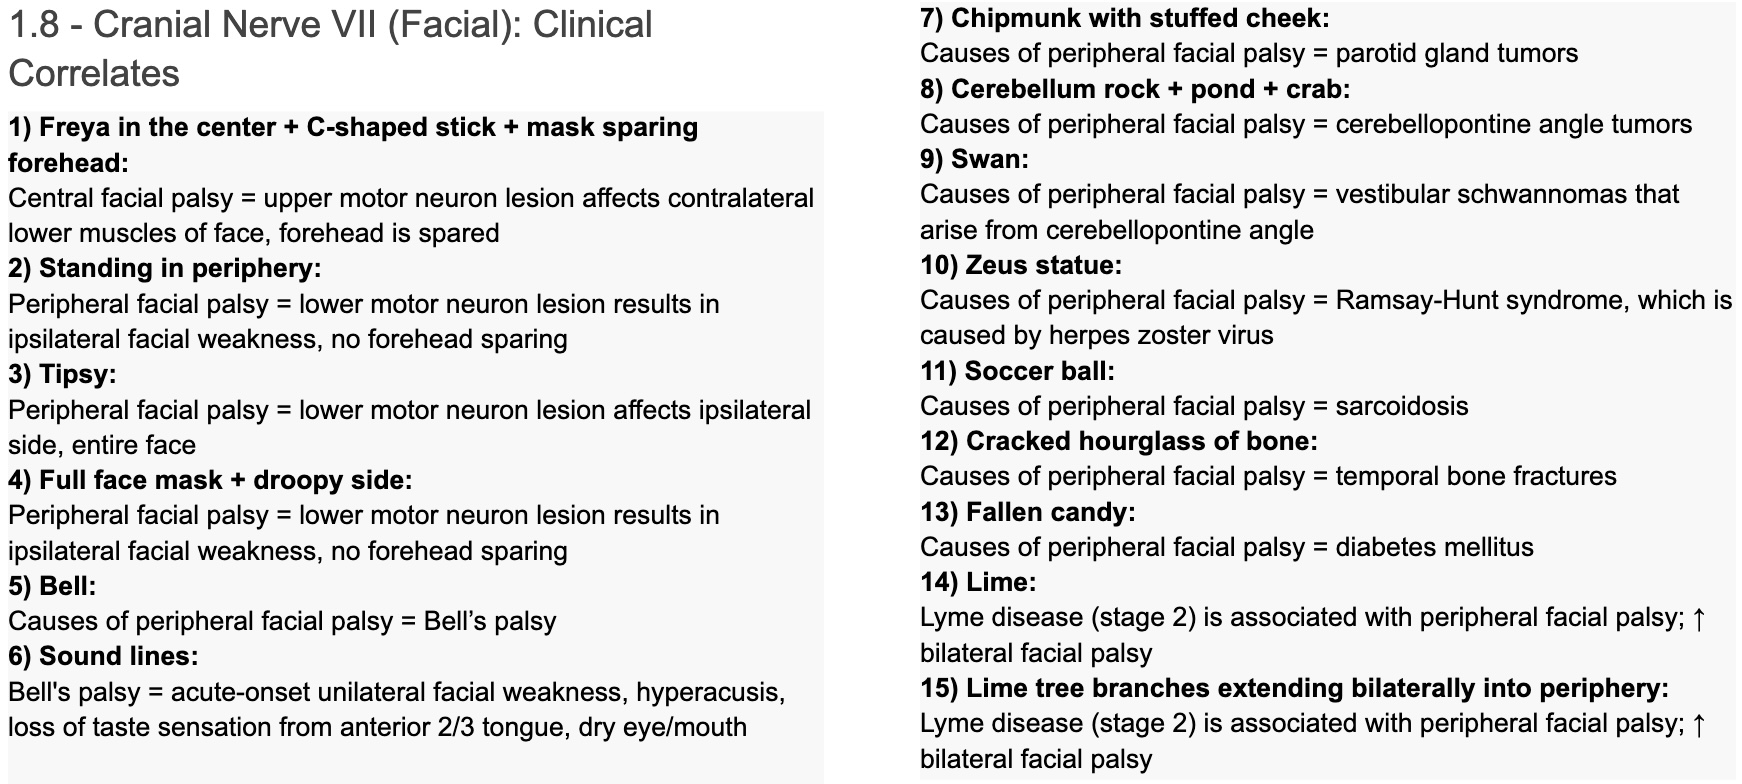 1.8 - Cranial Nerve VII (Facial): Clinical
Correlates
1) Freya in the center + C-shaped stick + mask sparing
forehead:
Central facial palsy = upper motor neuron lesion affects contralateral
lower muscles of face, forehead is spared
2) Standing in periphery:
Peripheral facial palsy = lower motor neuron lesion results in
ipsilateral facial weakness, no forehead sparing
3) Tipsy:
Peripheral facial palsy = lower motor neuron lesion affects ipsilateral
side, entire face
4) Full face mask + droopy side:
Peripheral facial palsy = lower motor neuron lesion results in
ipsilateral facial weakness, no forehead sparing
5) Bell:
Causes of peripheral facial palsy = Bell’s palsy
6) Sound lines:
Bell's palsy = acute-onset unilateral facial weakness, hyperacusis,
loss of taste sensation from anterior 2/3 tongue, dry eye/mouth
7) Chipmunk with stuffed cheek:
Causes of peripheral facial palsy = parotid gland tumors
8) Cerebellum rock + pond + crab:
Causes of peripheral facial palsy = cerebellopontine angle tumors
9) Swan:
Causes of peripheral facial palsy = vestibular schwannomas that
arise from cerebellopontine angle
10) Zeus statue:
Causes of peripheral facial palsy = Ramsay-Hunt syndrome, which is
caused by herpes zoster virus
11) Soccer ball:
Causes of peripheral facial palsy = sarcoidosis
12) Cracked hourglass of bone:
Causes of peripheral facial palsy = temporal bone fractures
13) Fallen candy:
Causes of peripheral facial palsy = diabetes mellitus
14) Lime:
Lyme disease (stage 2) is associated with peripheral facial palsy; ↑
bilateral facial palsy
15) Lime tree branches extending bilaterally into periphery:
Lyme disease (stage 2) is associated with peripheral facial palsy; ↑
bilateral facial palsy